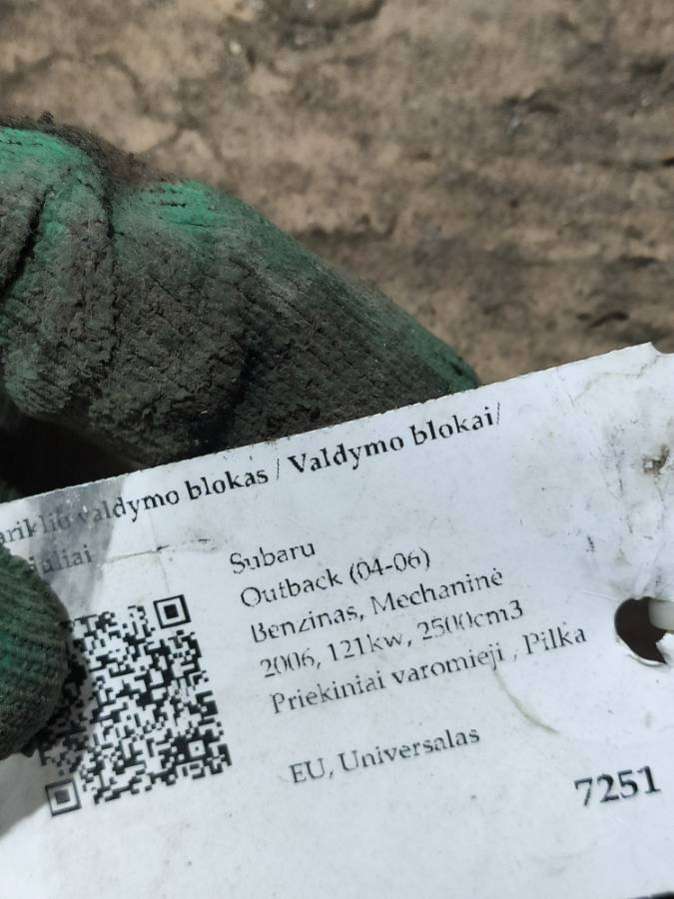 valdymo blokas / Valdymo blokai/
Subaru
Outback (04-06)
Benzinas, Mechaninė
2006, 121kw, 2500cm3
Priekiniai varomieji , Pilka
EU, Universalas
7251